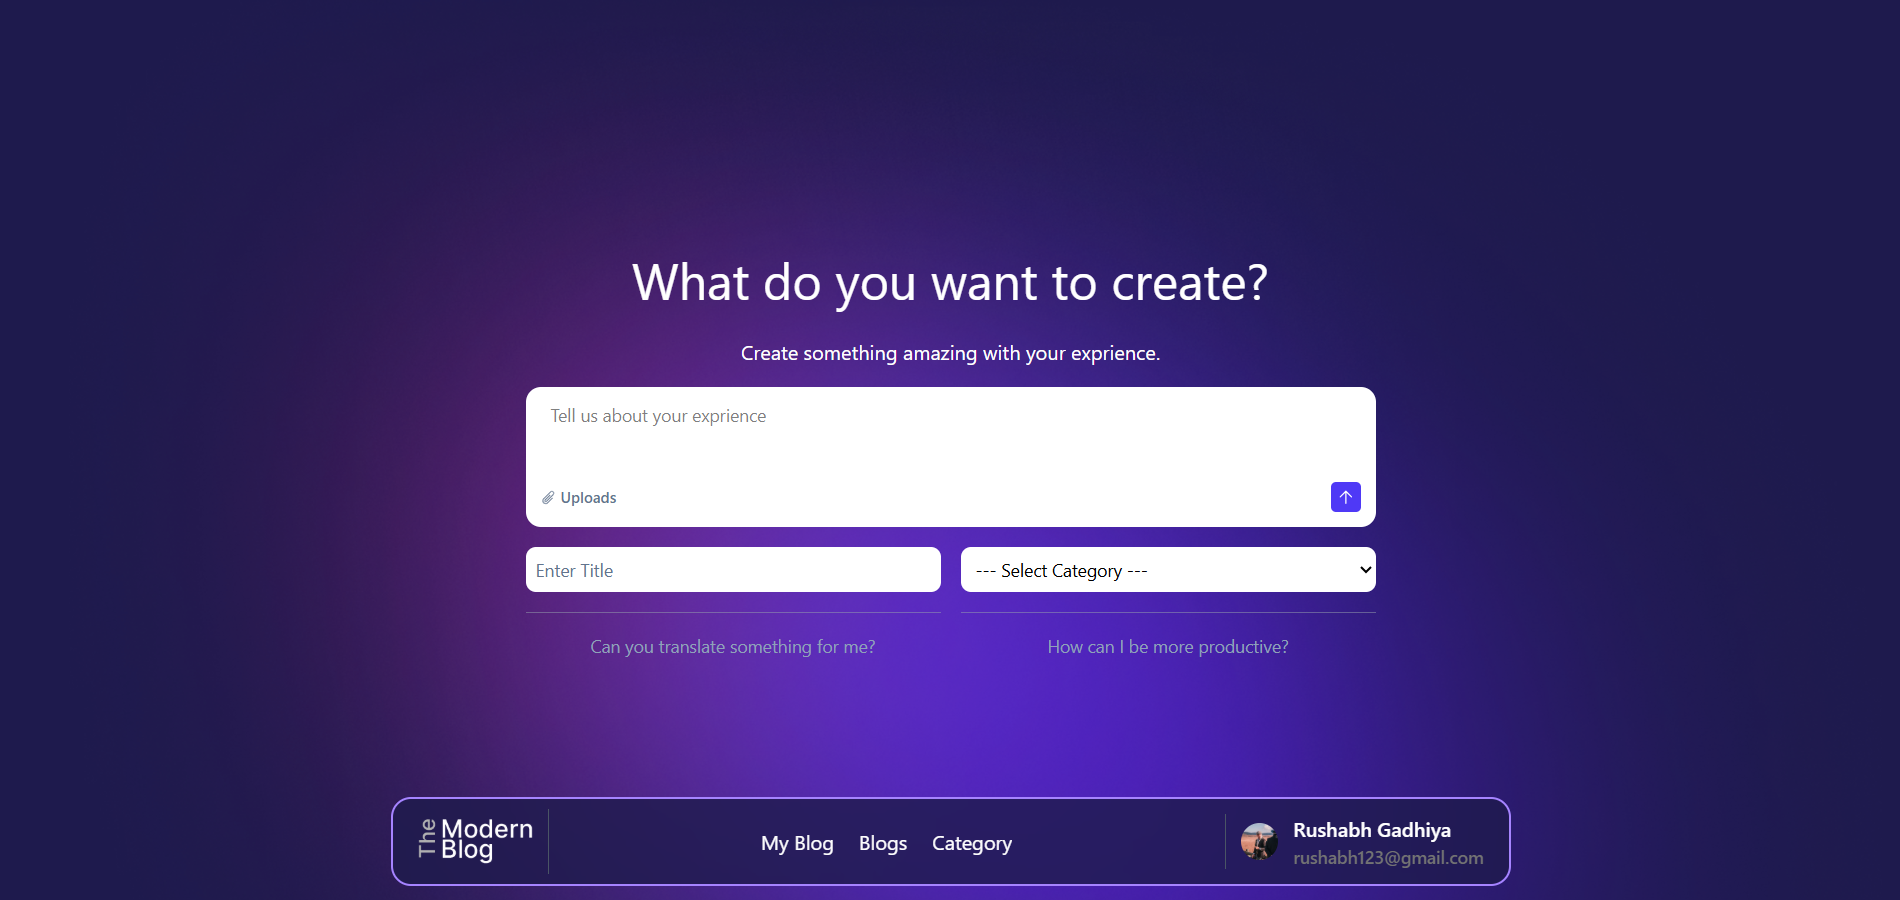 What do you want to create?
Create something amazing with your exprience.
Tell us about your exprience
Uploads
Enter Title
--- Select Category ---
Can you translate something for me?
How can I be more productive?
The Modern
Blog
My Blog
Blogs
Category
Rushabh Gadhiya
rushabh123@gmail.com